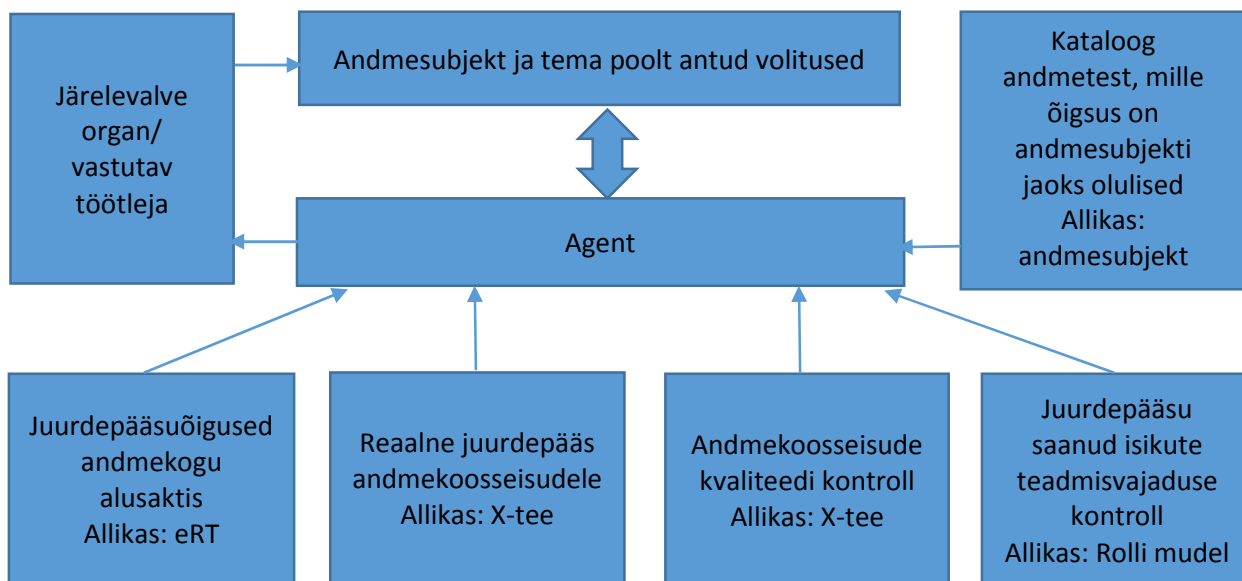 Järelevalve
organ/
vastutav
töötleja
Andmesubjekt ja tema poolt antud volitused
Agent
Kataloog
andmetest, mille
õigsus on
andmesubjekti
jaoks olulised
Allikas:
andmesubjekt
Juurdepääsuõigused
andmekogu
alusaktis
Allikas: eRT
Reaalne juurdepääs
andmekoosseisudele
Allikas: X-tee
Andmekoosseisude
kvaliteedi kontroll
Allikas: X-tee
Juurdepääsu
saanud isikute
teadmisvajaduse
kontroll
Allikas: Rolli mudel